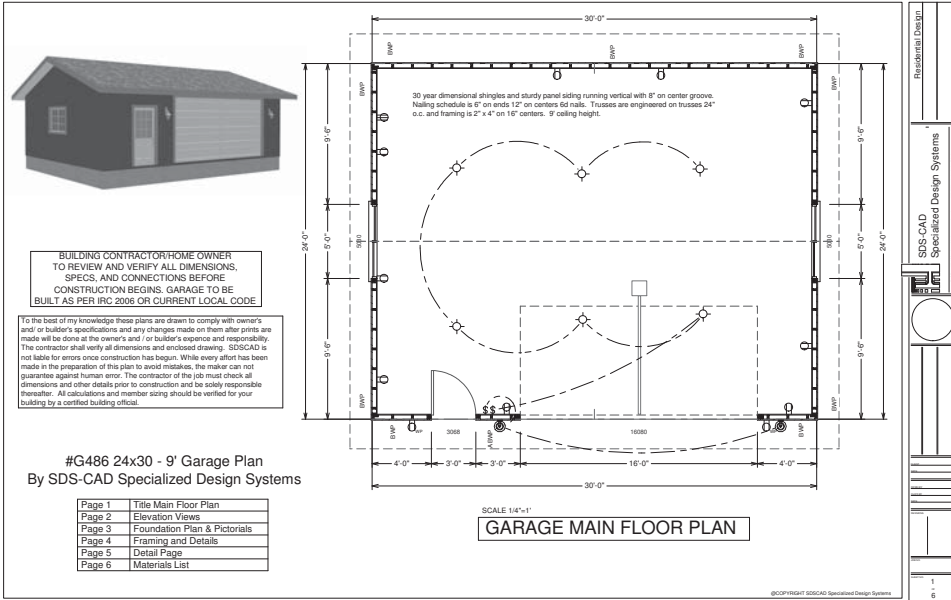 30'-0"
BWP
BWP
BWP
BWP
BWP
30 year dimensional shingles and sturdy panel siding running vertical with 8" on center groove.
Nailing schedule is 6" on ends 12" on centers 6d nails. Trusses are engineered on trusses 24"
o.c. and framing is 2" x 4" on 16" centers. 9' ceiling height.
9'-6"
9'-6"
24'-0"
5'-0"
5'-0"
24'-0"
9'-6"
9'-6"
BUILDING CONTRACTOR/HOME OWNER
TO REVIEW AND VERIFY ALL DIMENSIONS,
SPECS, AND CONNECTIONS BEFORE
CONSTRUCTION BEGINS. GARAGE TO BE
BUILT AS PER IRC 2006 OR CURRENT LOCAL CODE
To the best of my knowledge these plans are drawn to comply with owner's
and/ or builder's specifications and any changes made on them after prints are
made will be done at the owner's and / or builder's expence and responsibility.
The contractor shall verify all dimensions and enclosed drawing. SDSCAD is
not liable for errors once construction has begun. While every affort has been
made in the preparation of this plan to avoid mistakes, the maker can not
guarantee against human error. The contractor of the job must check all
dimensions and other details prior to construction and be solely responsible
thereafter. All calculations and member sizing should be verified for your
building by a certified building official.
BWP
BWP
$$
BWP
WP
ABWP
BWP
3068
16080
4'-0"
3'-0"
3'-0"
16'-0"
4'-0"
30'-0"
#G486 24x30 - 9' Garage Plan
By SDS-CAD Specialized Design Systems
Page 1 Title Main Floor Plan
Page 2 Elevation Views
Page 3 Foundation Plan & Pictorials
Page 4 Framing and Details
Page 5 Detail Page
Page 6 Materials List
SCALE 1/4"=1'
GARAGE MAIN FLOOR PLAN
@COPYRIGHT SDSCAD Specialized Design Systems
Residential Design
SDS-CAD
Specialized Design Systems
1
-
6